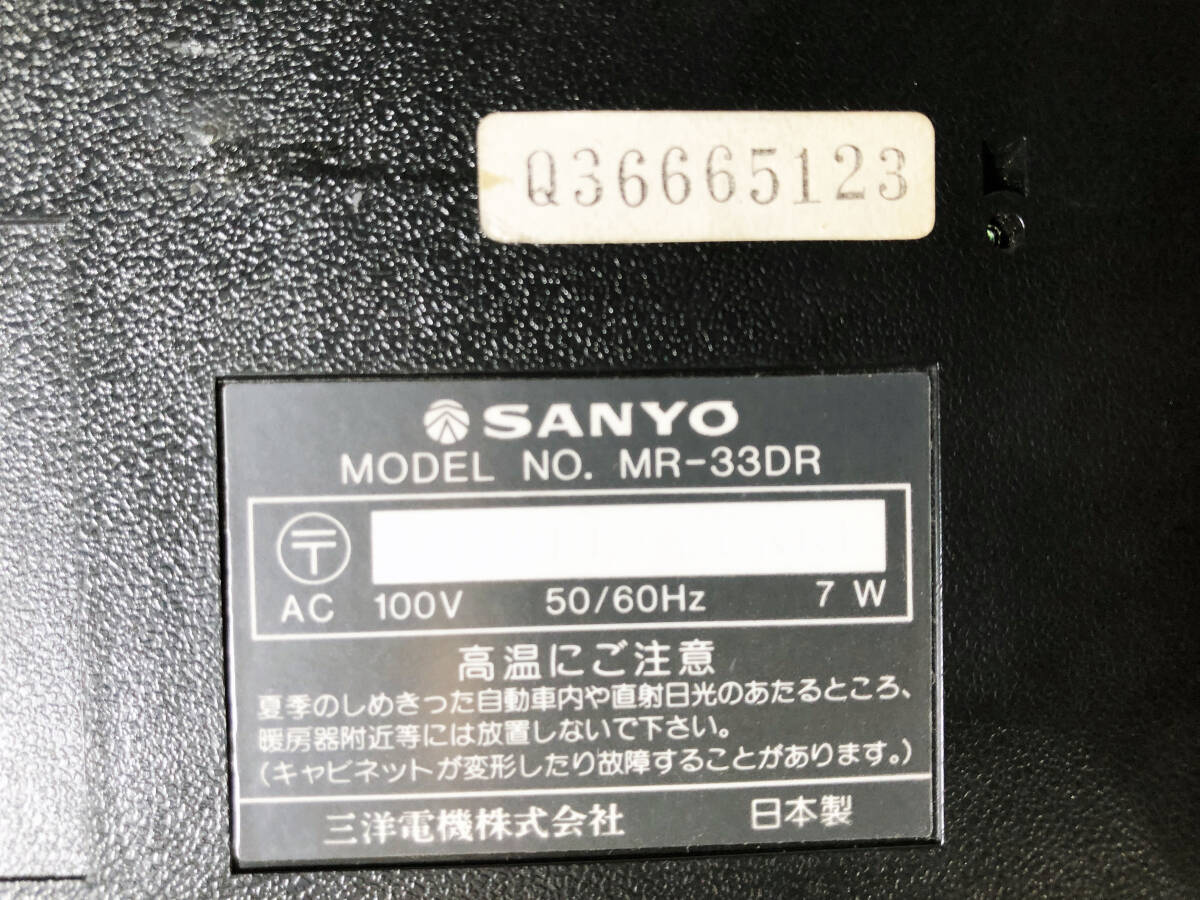 Q36665123
SANYO
MODEL NO. MR-33DR
〒
AC 100V 50/60Hz 7 W
高温にご注意
夏季のしめきった自動車内や直射日光のあたるところ、
暖房器附近等には放置しないで下さい。
(キャビネットが変形したり故障することがあります。)
三洋電機株式会社 日本製